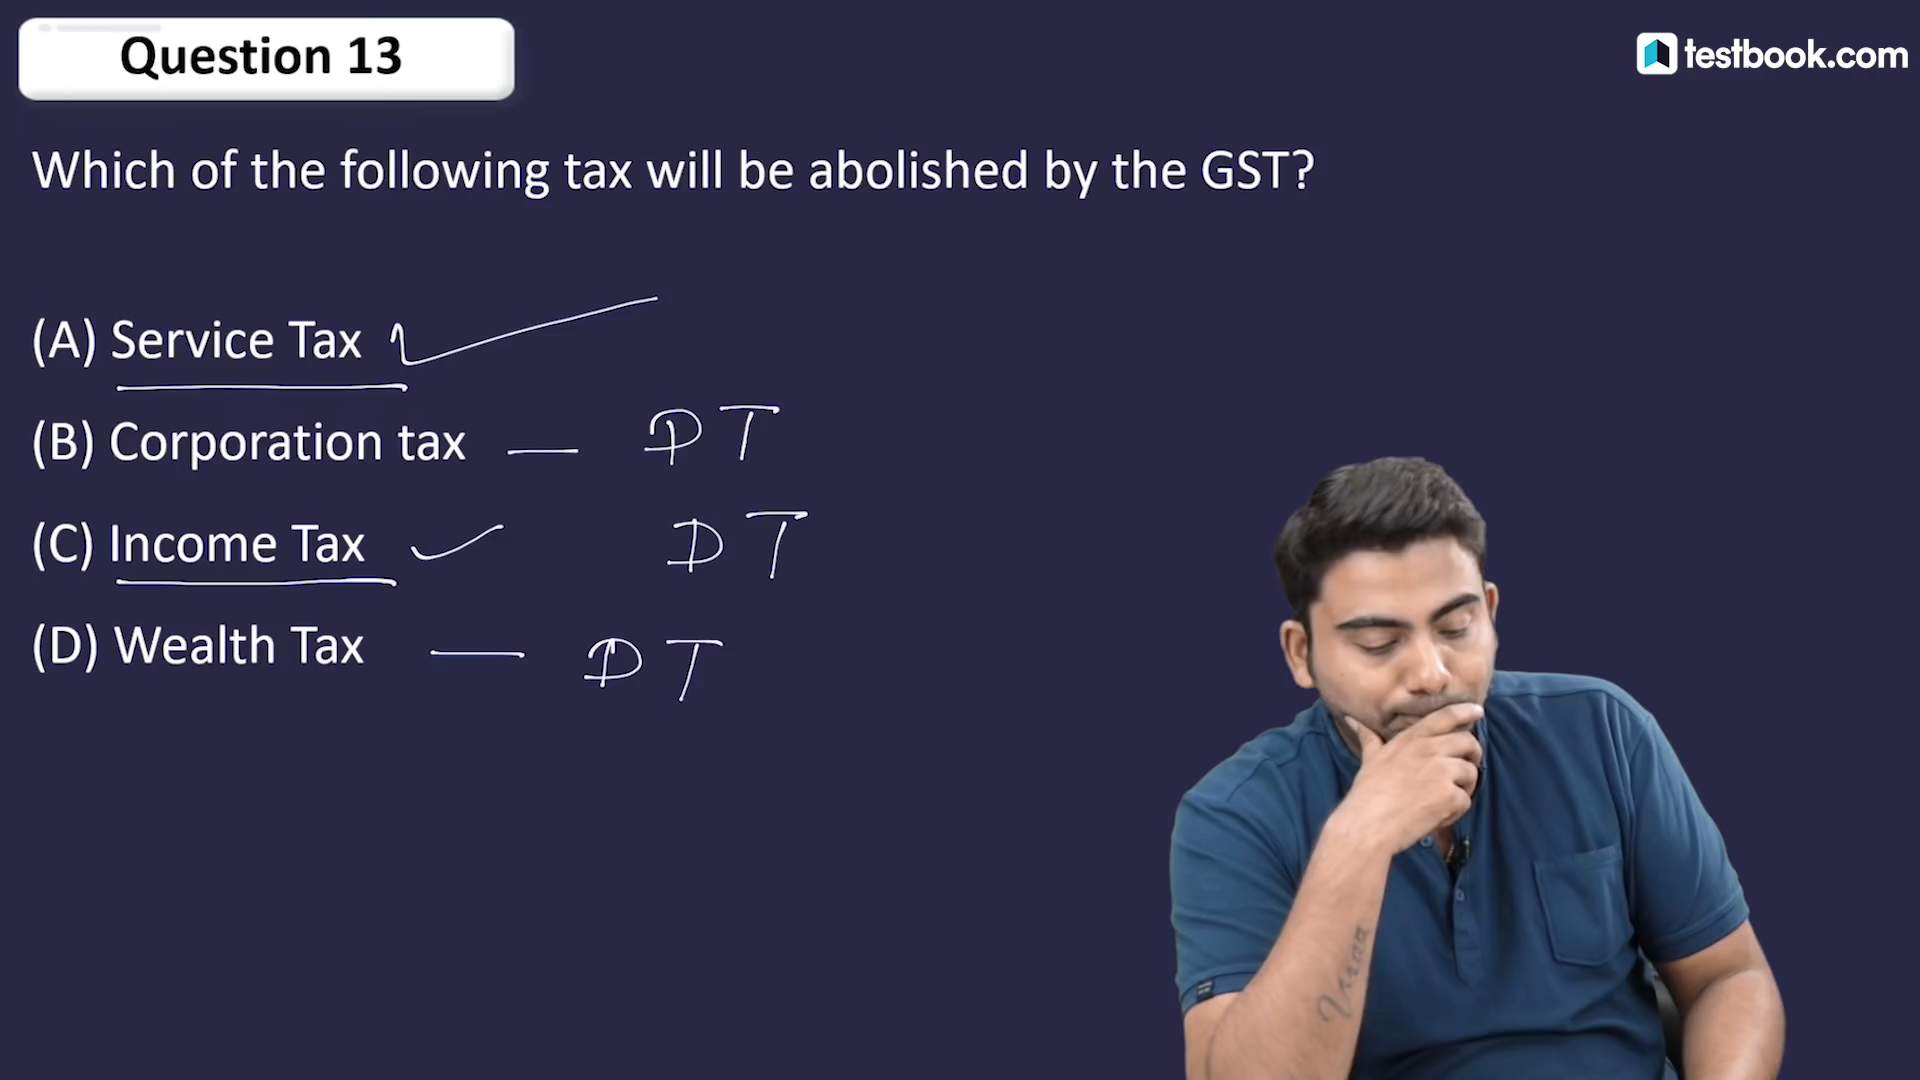 Question 13
testbook.com
Which of the following tax will be abolished by the GST?
(A) Service Tax
(B) Corporation tax — DT
(C) Income Tax DT
(D) Wealth Tax — DT